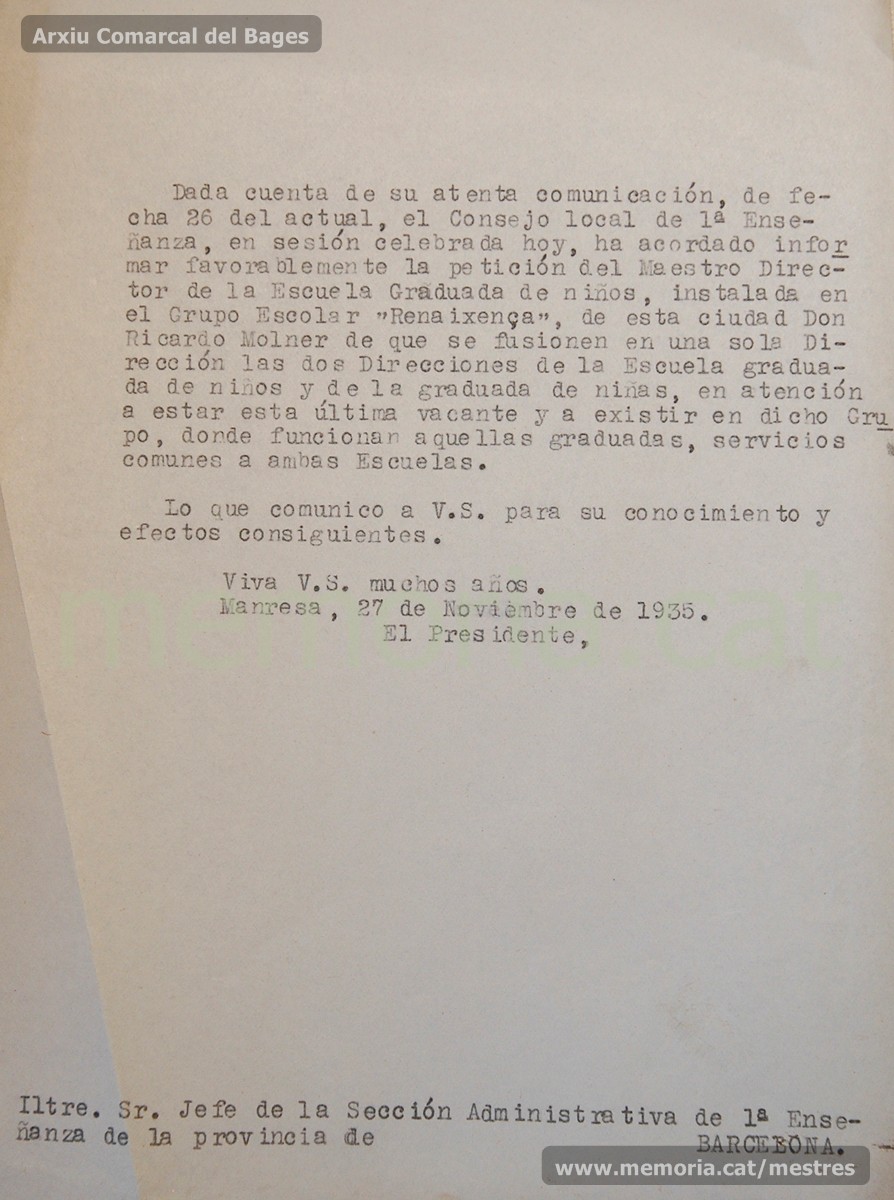 Arxiu Comarcal del Bages
Dada cuenta de su atenta comunicación, de fe-
cha 26 del actual, el Consejo local de 1ª Ense-
ñanza, en sesión celebrada hoy, ha acordado infor
mar favorablemente la petición del Maestro Direc-
tor de la Escuela Graduada de niños, instalada en
el Grupo Escolar "Renaixença", de esta ciudad Don
Ricardo Molner de que se fusionen en una sola Di-
rección las dos Direcciones de la Escuela gradua-
da de niños y de la graduada de niñas, en atención
a estar esta última vacante y a existir en dicho Gru
po, donde funcionan aquellas graduadas, servicios
comunes a ambas Escuelas.
Lo que comunico a V.S. para su conocimiento y
efectos consiguientes.
Viva V.S. muchos años.
Manresa, 27 de Noviembre de 1935.
El Presidente,
Iltre. Sr. Jefe de la Sección Administrativa de 1ª Ense-
ñanza de la provincia de BARCELONA.
www.memoria.cat/mestres